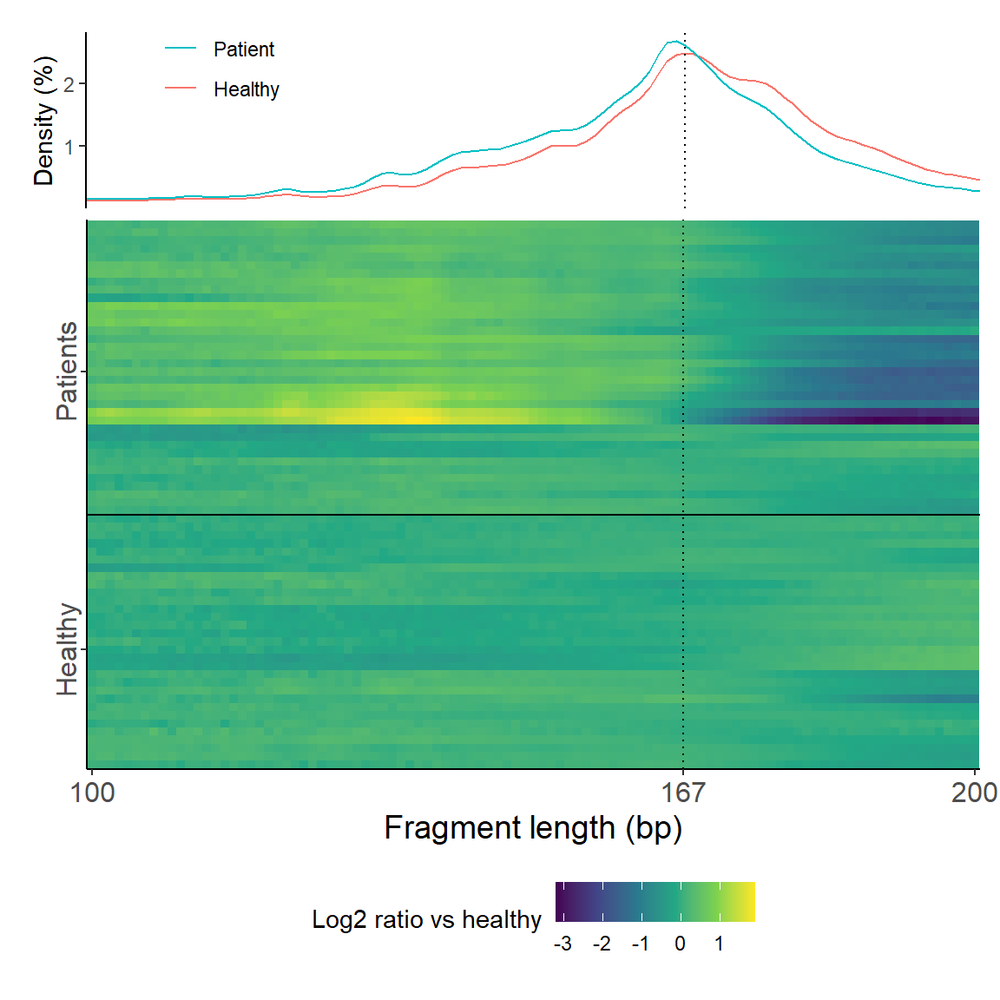 Patient
Healthy
Density (%)
2
1
Patients
Healthy
100 167 200
Fragment length (bp)
Log2 ratio vs healthy
-3 -2 -1 0 1